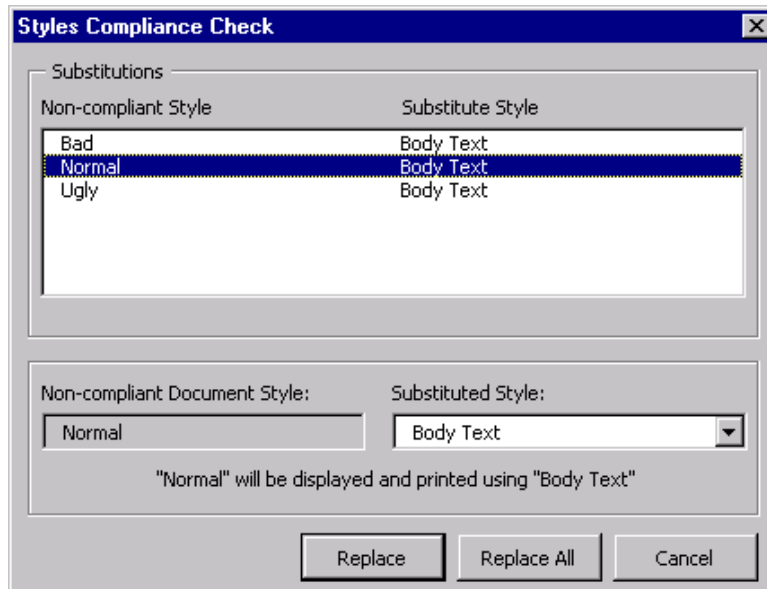 Styles Compliance Check
Substitutions
Non-compliant Style Substitute Style
Bad Body Text
Normal Body Text
Ugly Body Text
Non-compliant Document Style: Substituted Style:
Normal Body Text
"Normal" will be displayed and printed using "Body Text"
Replace Replace All Cancel